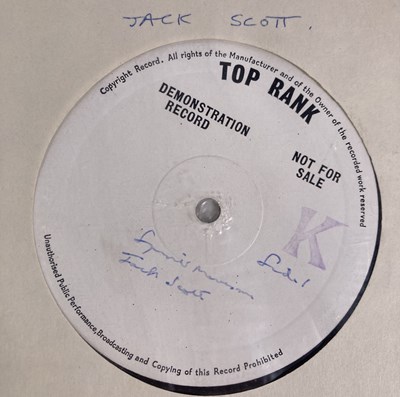 JACK SCOTT.
Copyright Record. All rights of the Manufacturer and of the Owner of the recorded work reserved
TOP RANK
DEMONSTRATION
RECORD
NOT FOR
SALE
K
Side 1
Jack Scott
Unauthorised Public Performance, Broadcasting and Copying of this Record Prohibited